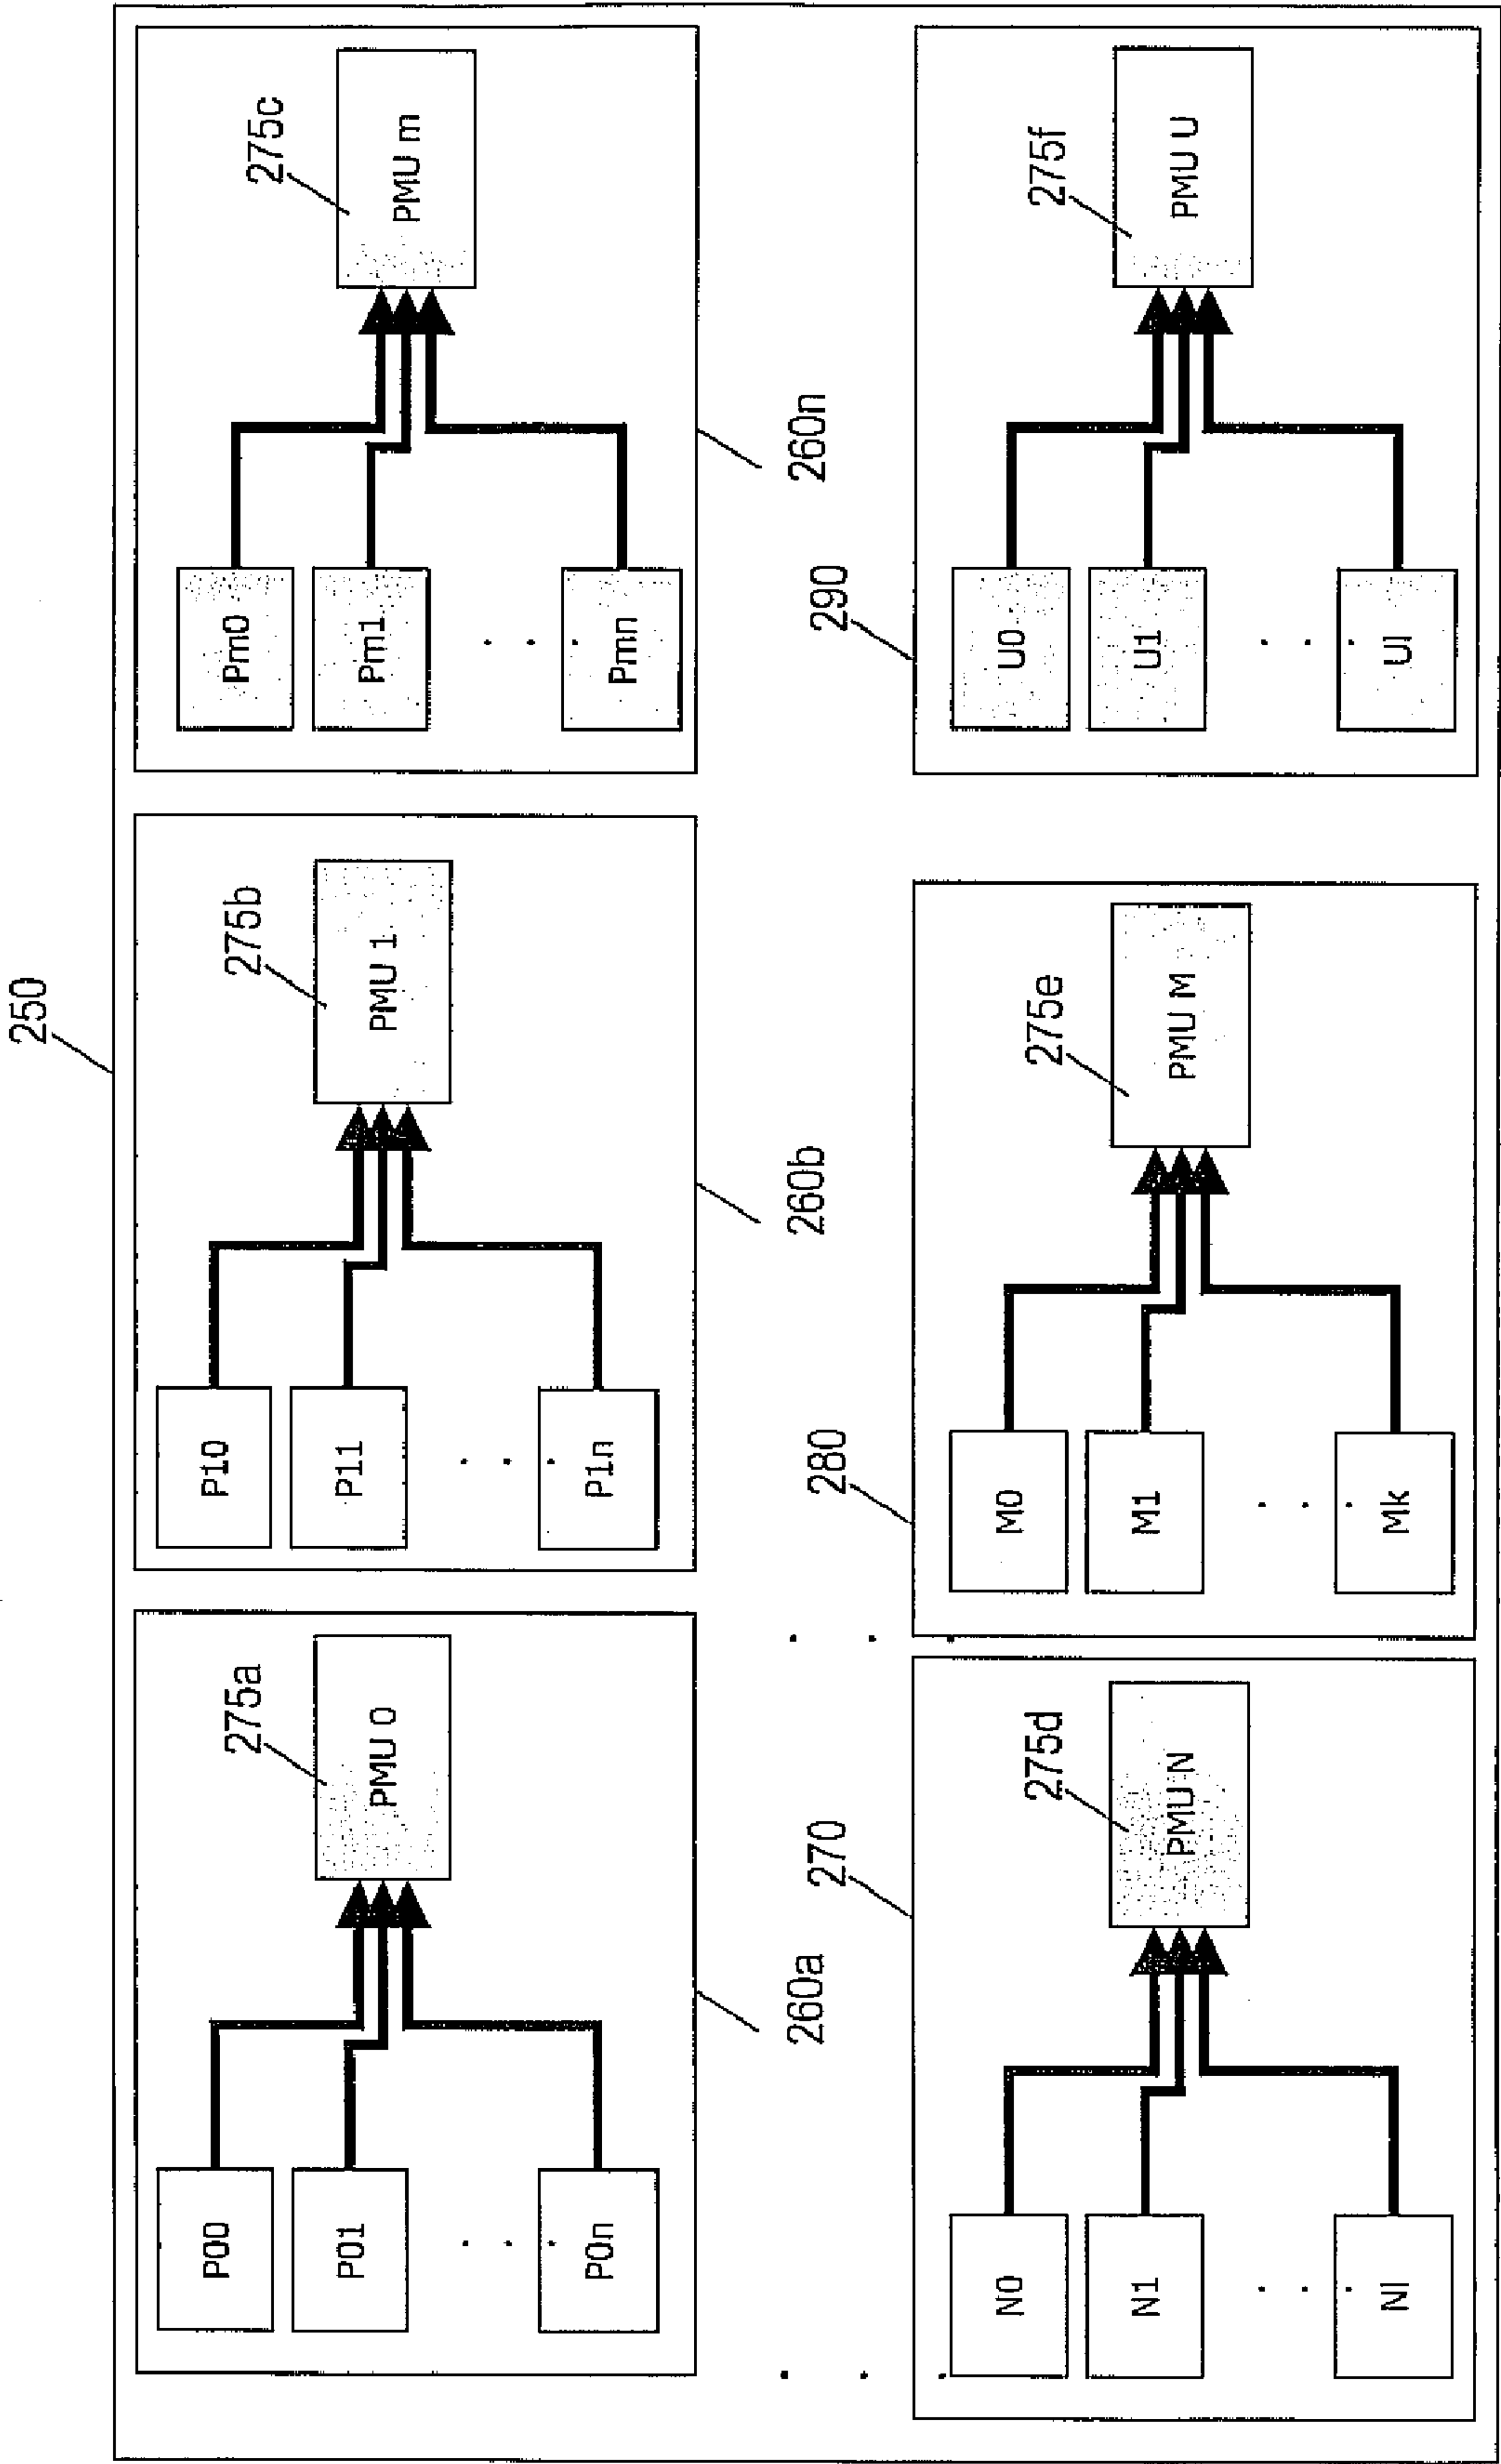 250
275a
P00
P01
P0n
PMU 0
260a
275b
P10
P11
P1n
PMU 1
260b
275c
Pm0
Pm1
Pmn
PMU m
260n
270
275d
N0
N1
Nl
PMU N
280
275e
M0
M1
Mk
PMU M
290
275f
U0
U1
Ul
PMU U